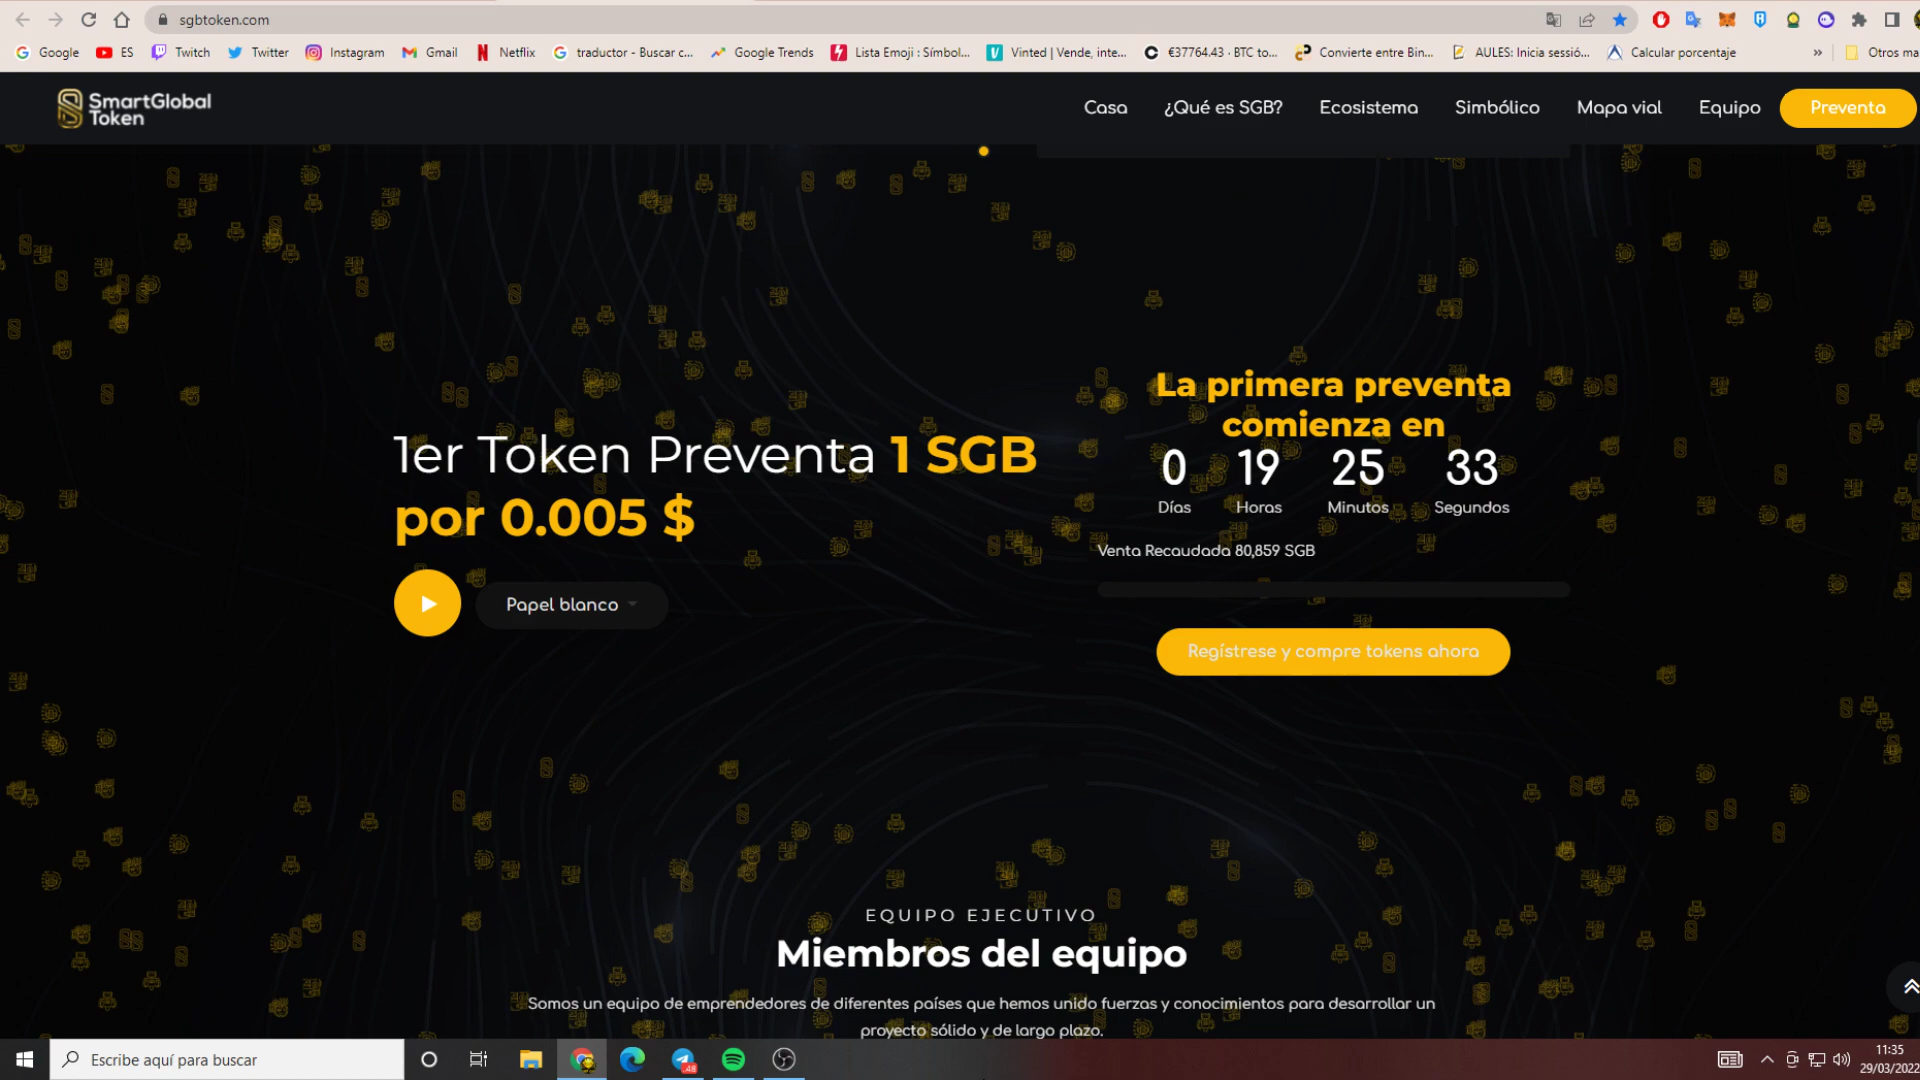 sgbtoken.com
Google
ES
Twitch
Twitter
Instagram
Gmail
Netflix
traductor - Buscar c...
Google Trends
Lista Emoji : Símbol...
Vinted | Vende, inte...
€37764.43 · BTC to...
Convierte entre Bin...
AULES: Inicia sessió...
Calcular porcentaje
»
Otros ma
SmartGlobal
Token
Casa
¿Qué es SGB?
Ecosistema
Simbólico
Mapa vial
Equipo
Preventa
1er Token Preventa 1 SGB
por 0.005 $
Papel blanco
La primera preventa
comienza en
0 19 25 33
Días Horas Minutos Segundos
Venta Recaudada 80,859 SGB
Regístrese y compre tokens ahora
EQUIPO EJECUTIVO
Miembros del equipo
Somos un equipo de emprendedores de diferentes países que hemos unido fuerzas y conocimientos para desarrollar un
proyecto sólido y de largo plazo.
Escribe aquí para buscar
.48
11:35
29/03/2022